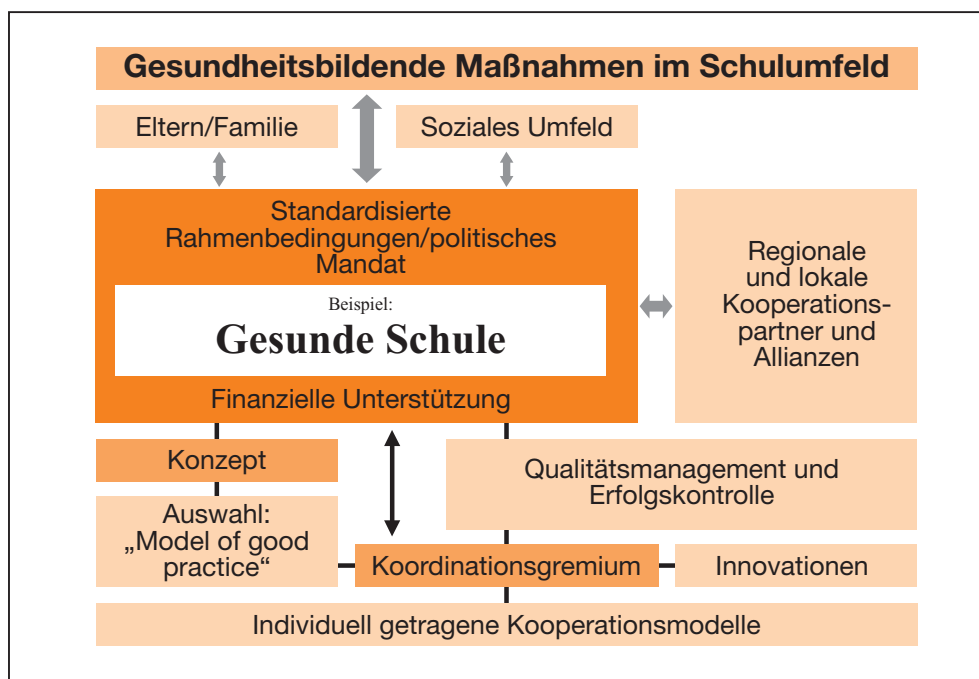 Gesundheitsbildende Maßnahmen im Schulumfeld
Eltern/Familie
Soziales Umfeld
Standardisierte
Rahmenbedingungen/politisches
Mandat
Beispiel:
Gesunde Schule
Finanzielle Unterstützung
Regionale
und lokale
Kooperations-
partner und
Allianzen
Konzept
Qualitätsmanagement und
Erfolgskontrolle
Auswahl:
„Model of good
practice“
Koordinationsgremium
Innovationen
Individuell getragene Kooperationsmodelle